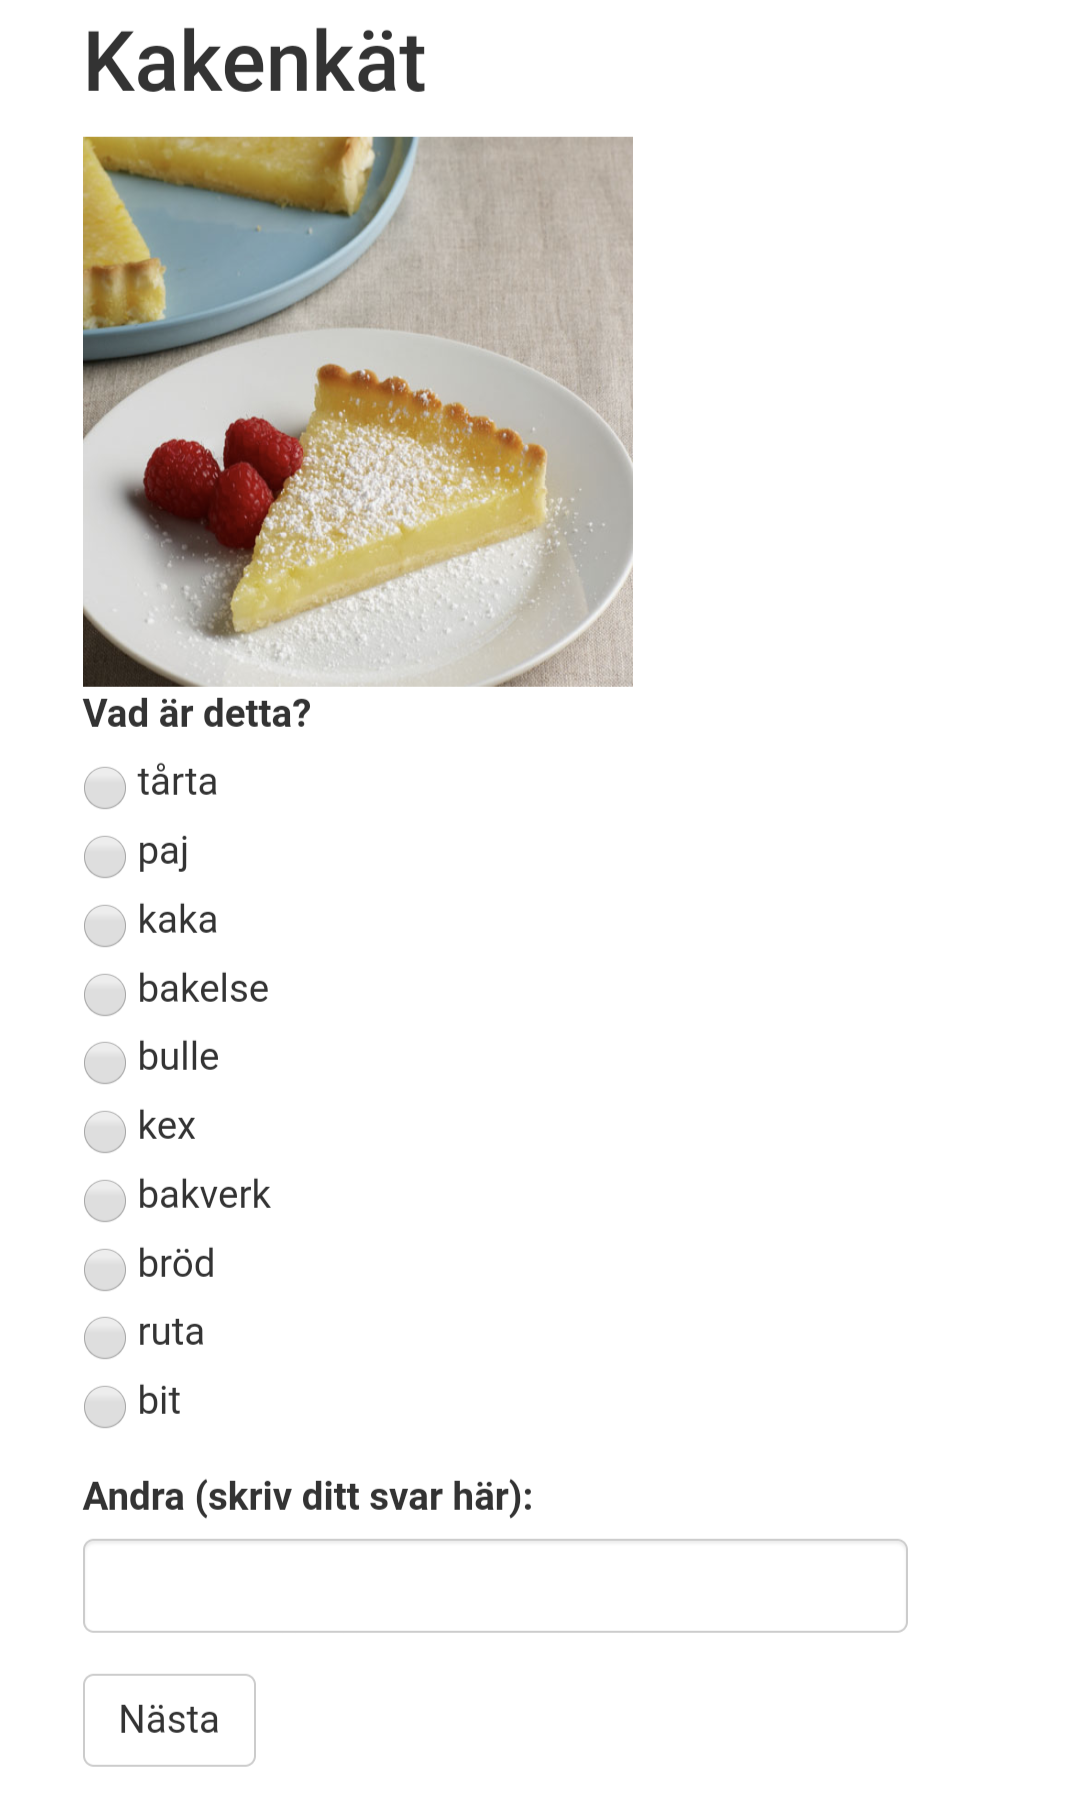 Kakenkät
Vad är detta?
tårta
paj
kaka
bakelse
bulle
kex
bakverk
bröd
ruta
bit
Andra (skriv ditt svar här):
Nästa